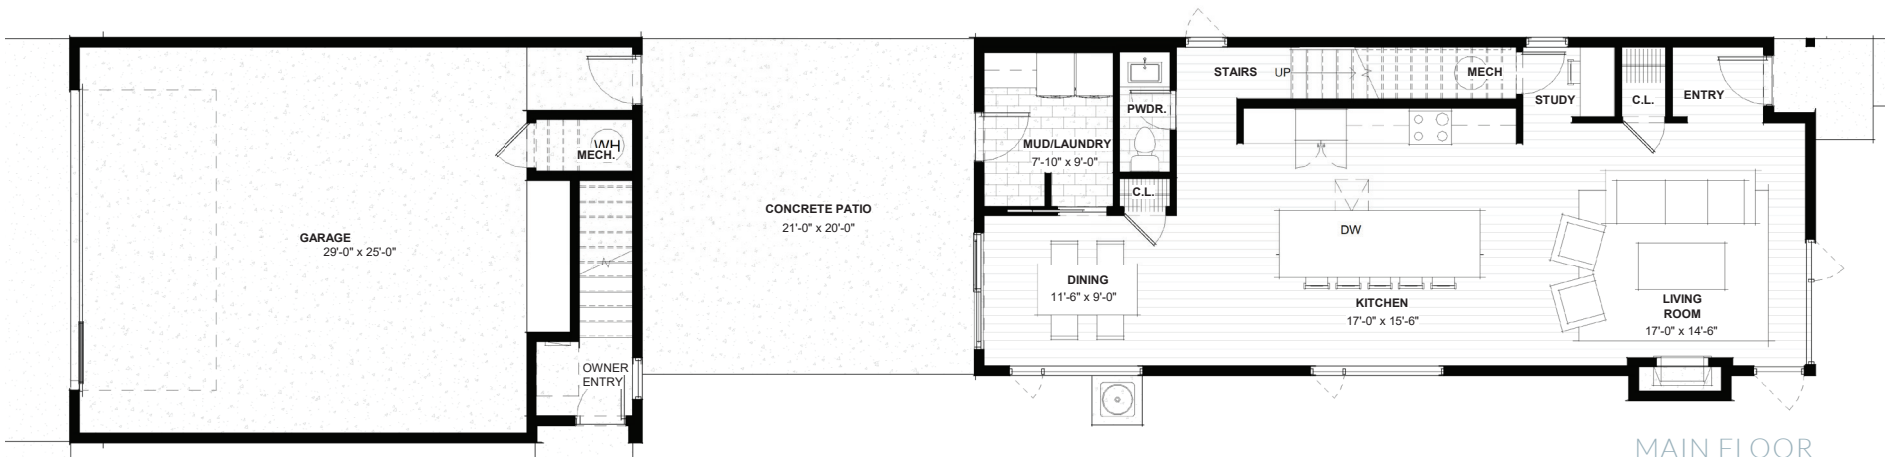 GARAGE
29'-0" x 25'-0"
WH
MECH.
OWNER
ENTRY
CONCRETE PATIO
21'-0" x 20'-0"
MUD/LAUNDRY
7'-10" x 9'-0"
PWDR.
C.L.
STAIRS
UP
MECH
STUDY
C.L.
ENTRY
DINING
11'-6" x 9'-0"
DW
KITCHEN
17'-0" x 15'-6"
LIVING
ROOM
17'-0" x 14'-6"
MAIN FLOOR